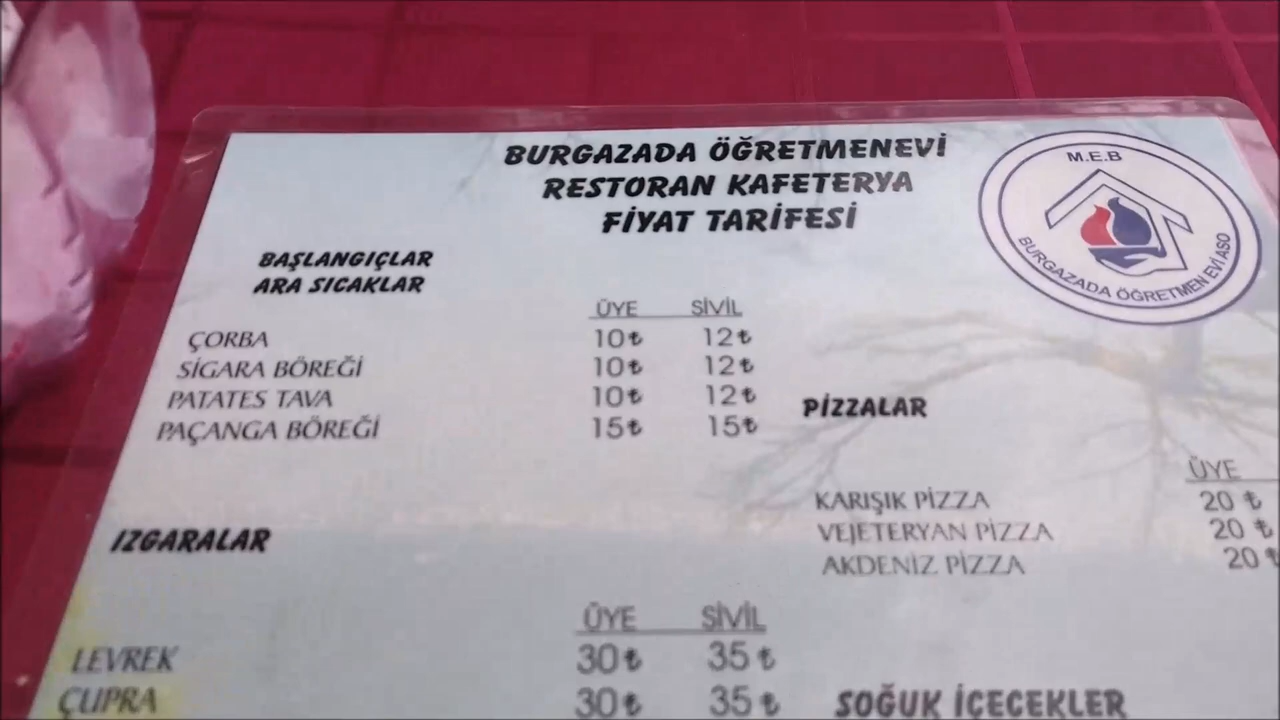 BURGAZADA ÖĞRETMENEVİ
RESTORAN KAFETERYA
FİYAT TARİFESİ
M.E.B
BURGAZADA ÖĞRETMEN EVİ ASO
BAŞLANGIÇLAR
ARA SICAKLAR
ÜYE SİVİL
ÇORBA 10₺ 12₺
SİGARA BÖREĞİ 10₺ 12₺
PATATES TAVA 10₺ 12₺
PAÇANGA BÖREĞİ 15₺ 15₺
IZGARALAR
ÜYE SİVİL
LEVREK 30₺ 35₺
ÇUPRA 30₺ 35₺
PİZZALAR
ÜYE
KARIŞIK PİZZA 20 ₺
VEJETERYAN PİZZA 20 ₺
AKDENİZ PİZZA 20 ₺
SOĞUK İÇECEKLER